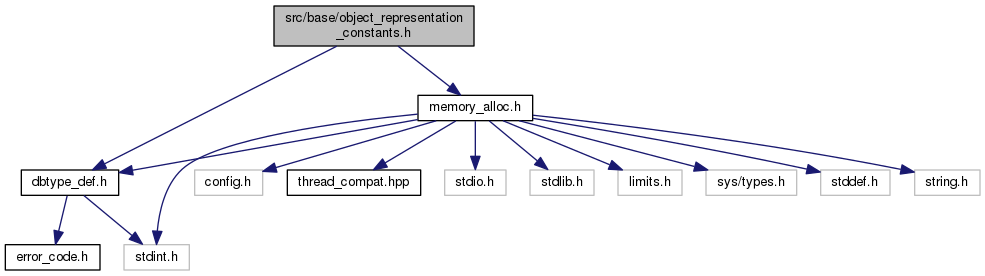 src/base/object_representation
_constants.h
memory_alloc.h
dbtype_def.h
config.h
thread_compat.hpp
stdio.h
stdlib.h
limits.h
sys/types.h
stddef.h
string.h
error_code.h
stdint.h